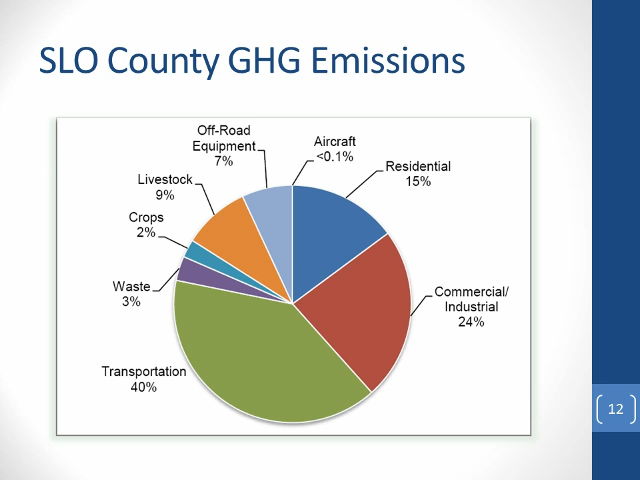 SLO County GHG Emissions
Off-Road
Equipment
7%
Aircraft
<0.1%
Residential
15%
Livestock
9%
Crops
2%
Waste
3%
Commercial/
Industrial
24%
Transportation
40%
12